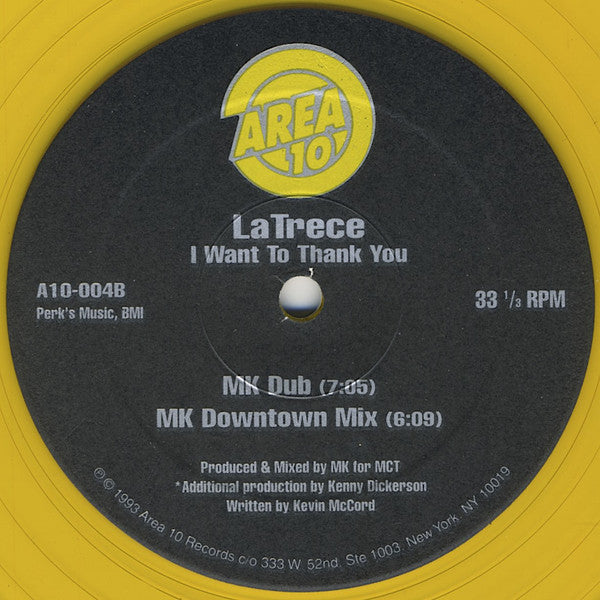 AREA
10
LaTrece
I Want To Thank You
A10-004B
Perk's Music, BMI
33 ⅓ RPM
MK Dub (7:05)
MK Downtown Mix (6:09)
Produced & Mixed by MK for MCT
*Additional production by Kenny Dickerson
Written by Kevin McCord
℗ © 1993 Area 10 Records c/o 333 W. 52nd. Ste 1003. New York. NY 10019